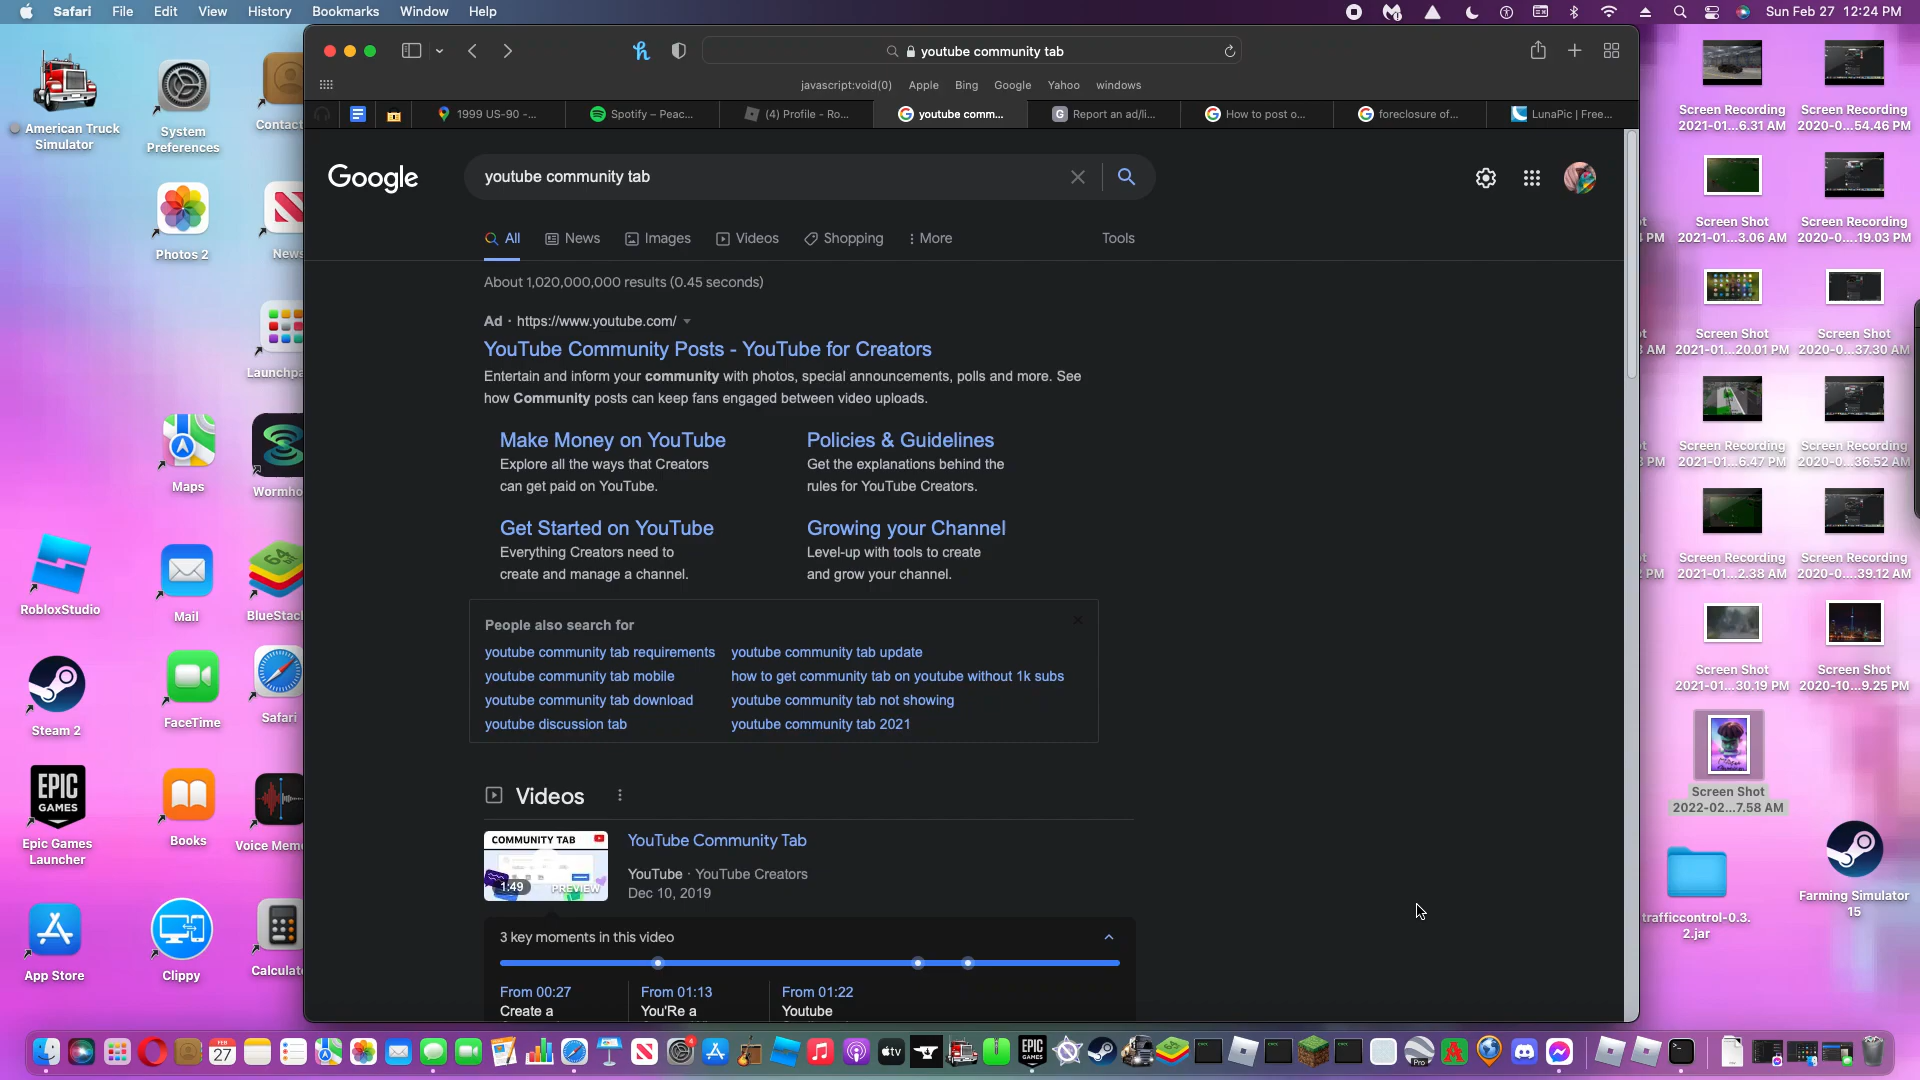 Safari File Edit View History Bookmarks Window Help
Sun Feb 27 12:24 PM
youtube community tab
javascript:void(0) Apple Bing Google Yahoo windows
1999 US-90 -...
Spotify – Peac...
(4) Profile - Ro...
youtube comm...
Report an ad/li...
How to post o...
foreclosure of...
LunaPic | Free...
Google
youtube community tab
All News Images Videos Shopping More Tools
About 1,020,000,000 results (0.45 seconds)
Ad · https://www.youtube.com/
YouTube Community Posts - YouTube for Creators
Entertain and inform your community with photos, special announcements, polls and more. See
how Community posts can keep fans engaged between video uploads.
Make Money on YouTube
Explore all the ways that Creators
can get paid on YouTube.
Policies & Guidelines
Get the explanations behind the
rules for YouTube Creators.
Get Started on YouTube
Everything Creators need to
create and manage a channel.
Growing your Channel
Level-up with tools to create
and grow your channel.
People also search for
youtube community tab requirements
youtube community tab update
youtube community tab mobile
how to get community tab on youtube without 1k subs
youtube community tab download
youtube community tab not showing
youtube discussion tab
youtube community tab 2021
Videos
COMMUNITY TAB
1:49
PREVIEW
YouTube Community Tab
YouTube · YouTube Creators
Dec 10, 2019
3 key moments in this video
From 00:27
Create a
From 01:13
You'Re a
From 01:22
Youtube
American Truck
Simulator
System
Preferences
Contact
Photos 2
News
Launchpa
Maps
Wormho
RobloxStudio
Mail
64
BlueStac
Steam 2
FaceTime
Safari
EPIC
GAMES
Epic Games
Launcher
Books
Voice Mem
App Store
Clippy
Calculat
Screen Recording
2021-01...6.31 AM
Screen Recording
2020-0...54.46 PM
Screen Shot
2021-01...3.06 AM
Screen Recording
2020-0...19.03 PM
Screen Shot
2021-01...20.01 PM
Screen Shot
2020-0...37.30 AM
Screen Recording
2021-01...6.47 PM
Screen Recording
2020-0...36.52 AM
Screen Shot
2021-01...2.38 AM
Screen Recording
2020-0...39.12 AM
Screen Shot
2021-01...30.19 PM
Screen Shot
2020-10...9.25 PM
Screen Shot
2022-02...7.58 AM
trafficcontrol-0.3.
2.jar
Farming Simulator
15
FEB
27
4
tv
EPIC
GAMES
Pro